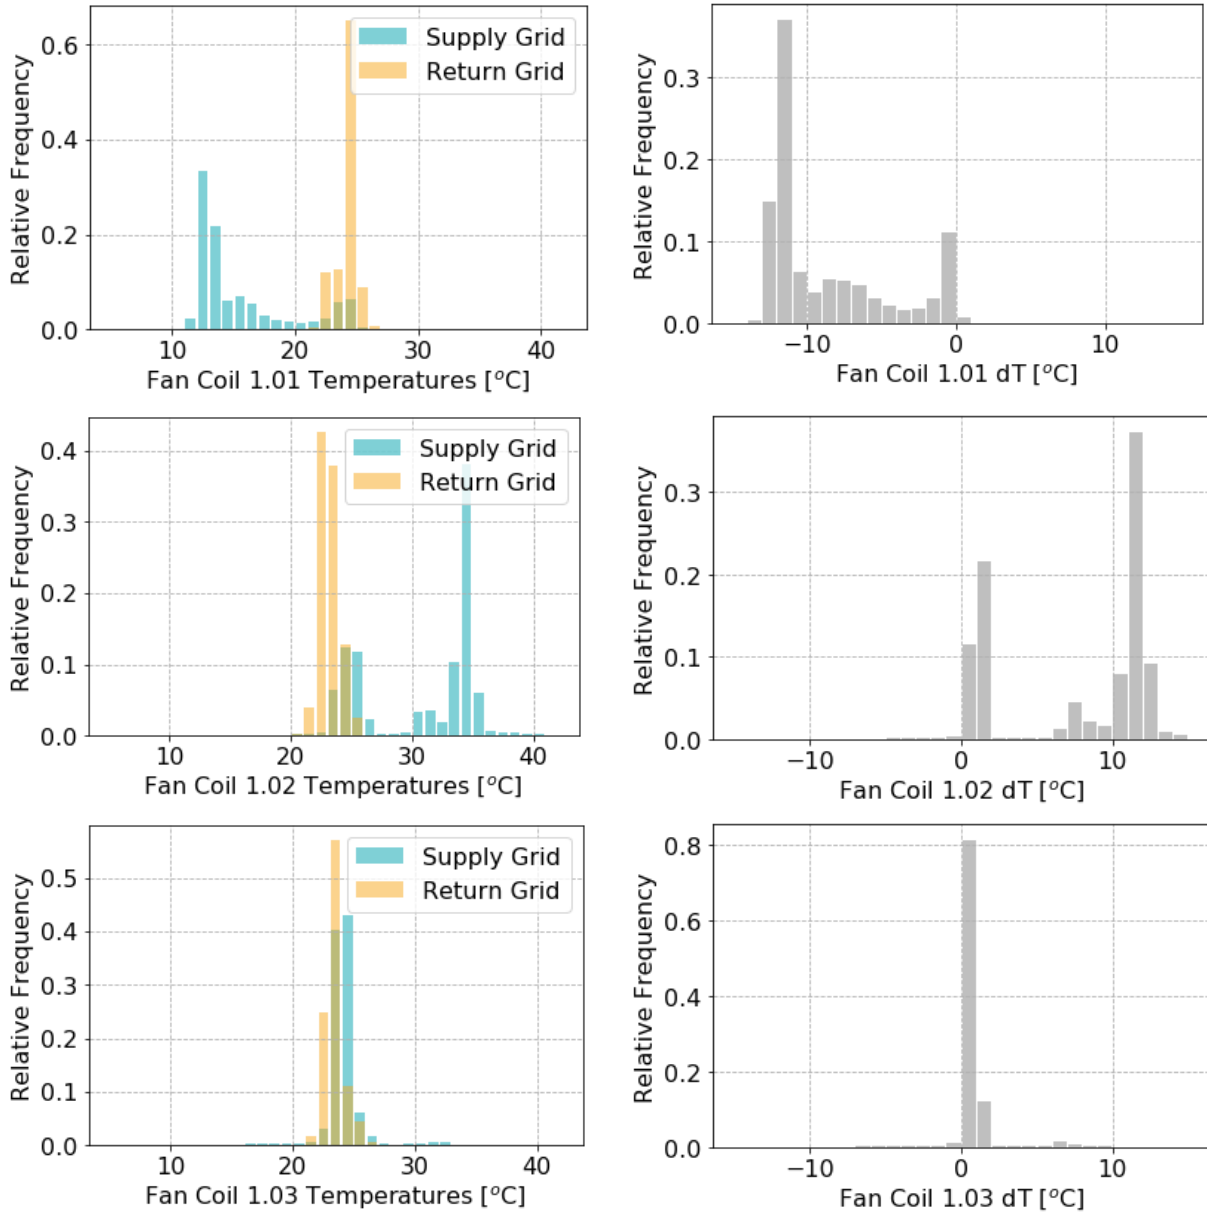 Relative Frequency
0.6
0.4
0.2
0.0
Supply Grid
Return Grid
10 20 30 40
Fan Coil 1.01 Temperatures [°C]
Relative Frequency
0.3
0.2
0.1
0.0
−10 0 10
Fan Coil 1.01 dT [°C]
Relative Frequency
0.4
0.3
0.2
0.1
0.0
Supply Grid
Return Grid
10 20 30 40
Fan Coil 1.02 Temperatures [°C]
Relative Frequency
0.3
0.2
0.1
0.0
−10 0 10
Fan Coil 1.02 dT [°C]
Relative Frequency
0.5
0.4
0.3
0.2
0.1
0.0
Supply Grid
Return Grid
10 20 30 40
Fan Coil 1.03 Temperatures [°C]
Relative Frequency
0.8
0.6
0.4
0.2
0.0
−10 0 10
Fan Coil 1.03 dT [°C]